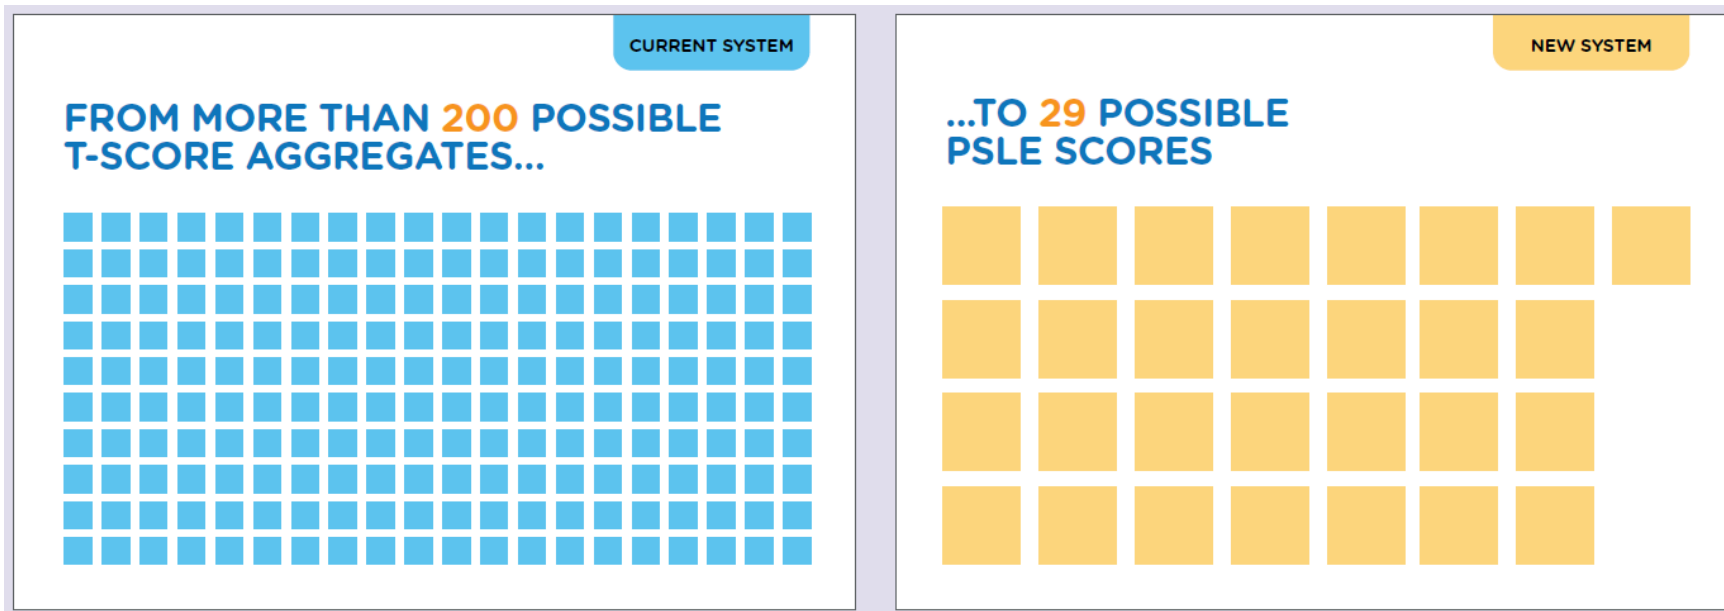 CURRENT SYSTEM
FROM MORE THAN 200 POSSIBLE
T-SCORE AGGREGATES...
NEW SYSTEM
...TO 29 POSSIBLE
PSLE SCORES